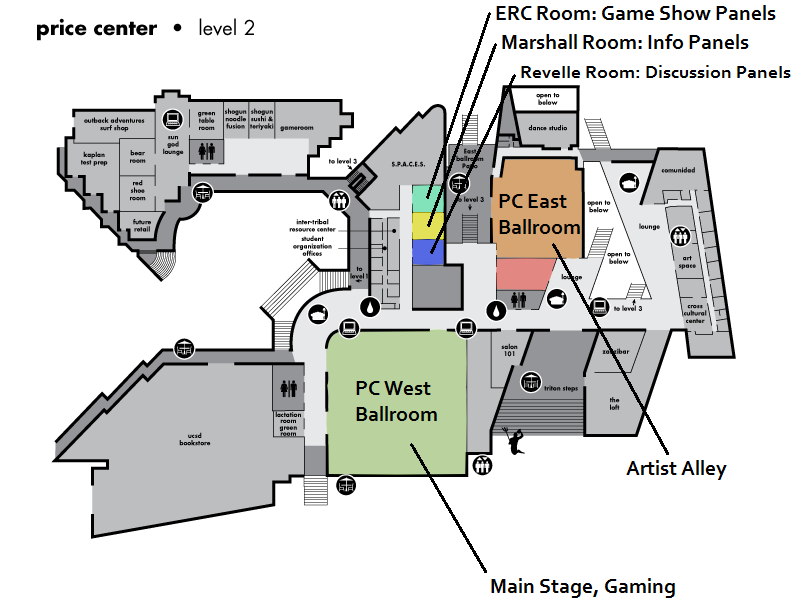 price center • level 2
ERC Room: Game Show Panels
Marshall Room: Info Panels
Revelle Room: Discussion Panels
open to
below
dance studio
outback adventures
surf shop
sun
god
lounge
green
table
room
shogun
noodle
fusion
shogun
sushi &
teriyaki
gameroom
kaplan
test prep
bear
room
red
shoe
room
future
retail
to level 3
S.P.A.C.E.S.
East
ballroom
to level 3
PC East
Ballroom
comunidad
open to
below
lounge
open to
below
art
space
cross
cultural
center
to level 3
inter-tribal
resource center
student
organization
offices
to
level 1
lounge
salon
101
triton steps
zanzibar
the
loft
PC West
Ballroom
lactation
room
green
room
ucsd
bookstore
Artist Alley
Main Stage, Gaming